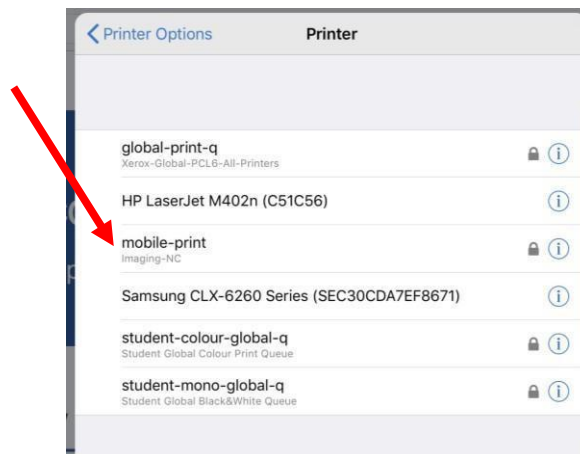 Printer Options
Printer
global-print-q
Xerox-Global-PCL6-All-Printers
HP LaserJet M402n (C51C56)
mobile-print
Imaging-NC
Samsung CLX-6260 Series (SEC30CDA7EF8671)
student-colour-global-q
Student Global Colour Print Queue
student-mono-global-q
Student Global Black&White Queue